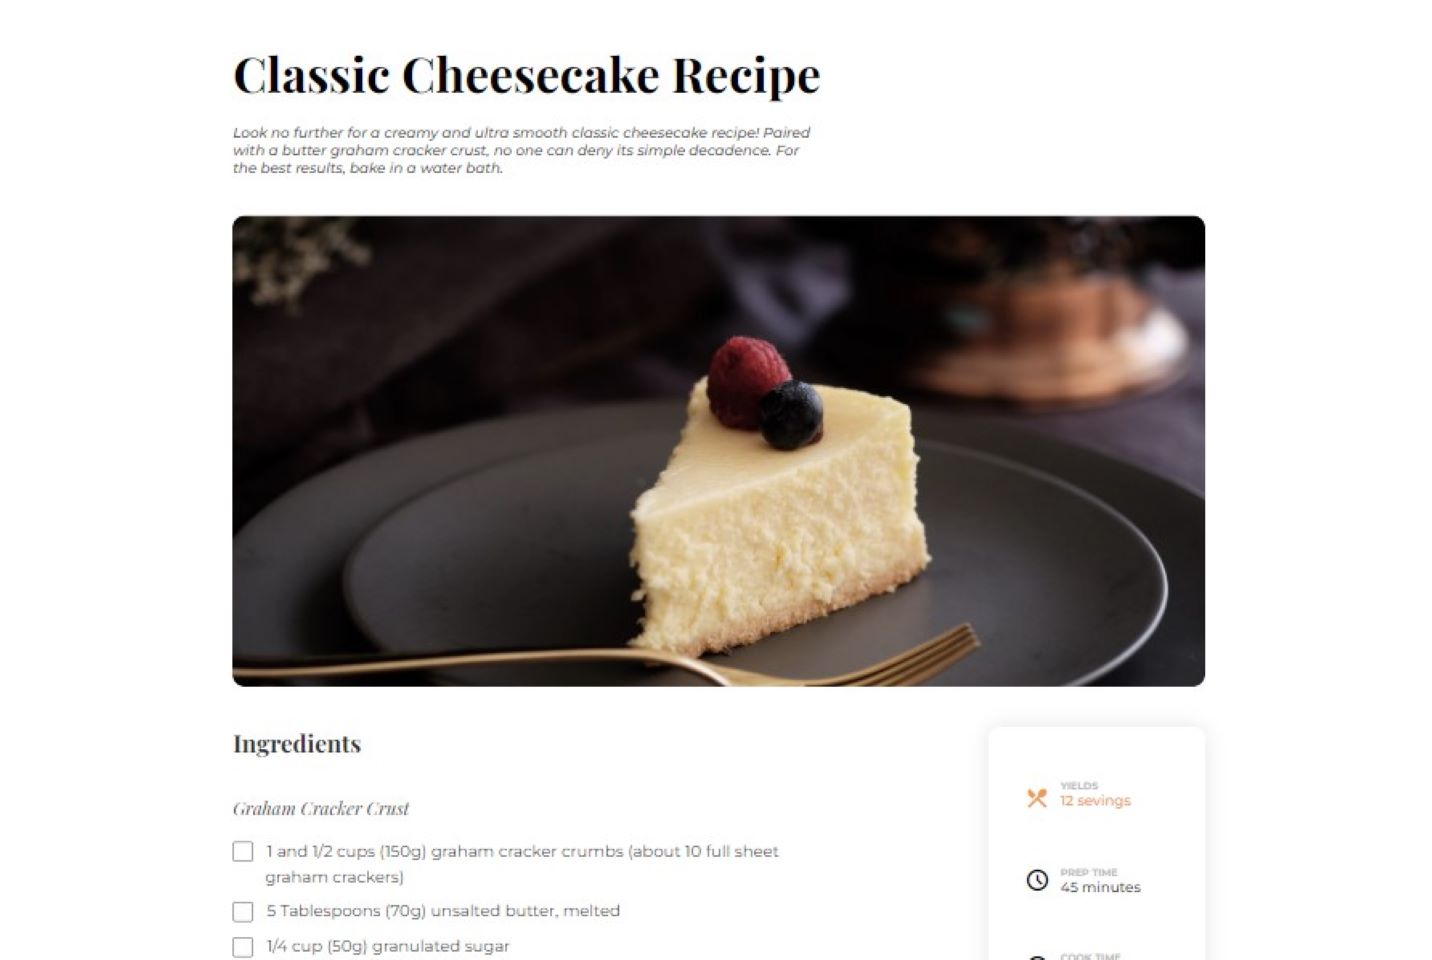 Classic Cheesecake Recipe
Look no further for a creamy and ultra smooth classic cheesecake recipe! Paired
with a butter graham cracker crust, no one can deny its simple decadence. For
the best results, bake in a water bath.
Ingredients
Graham Cracker Crust
1 and 1/2 cups (150g) graham cracker crumbs (about 10 full sheet
graham crackers)
5 Tablespoons (70g) unsalted butter, melted
1/4 cup (50g) granulated sugar
YIELDS
12 sevings
PREP TIME
45 minutes
COOK TIME